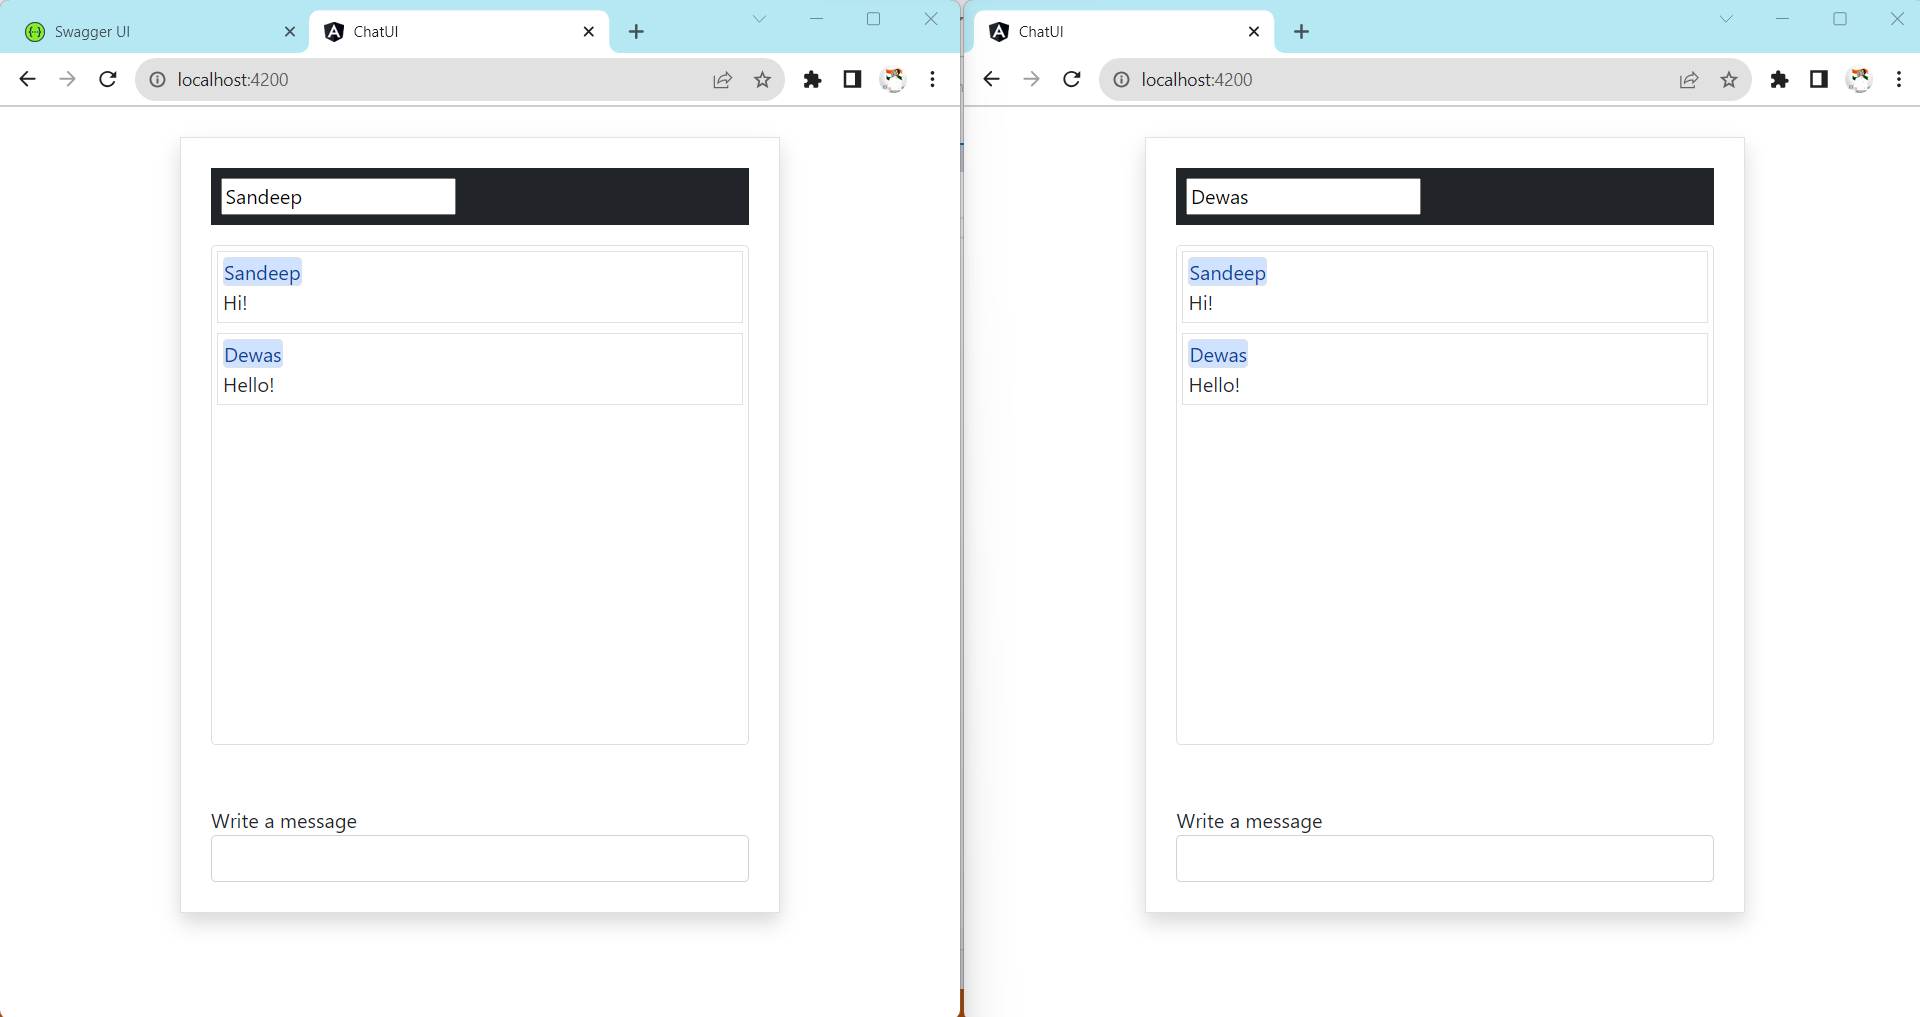 Swagger UI
ChatUI
localhost:4200
Sandeep
Sandeep
Hi!
Dewas
Hello!
Write a message
ChatUI
localhost:4200
Dewas
Sandeep
Hi!
Dewas
Hello!
Write a message